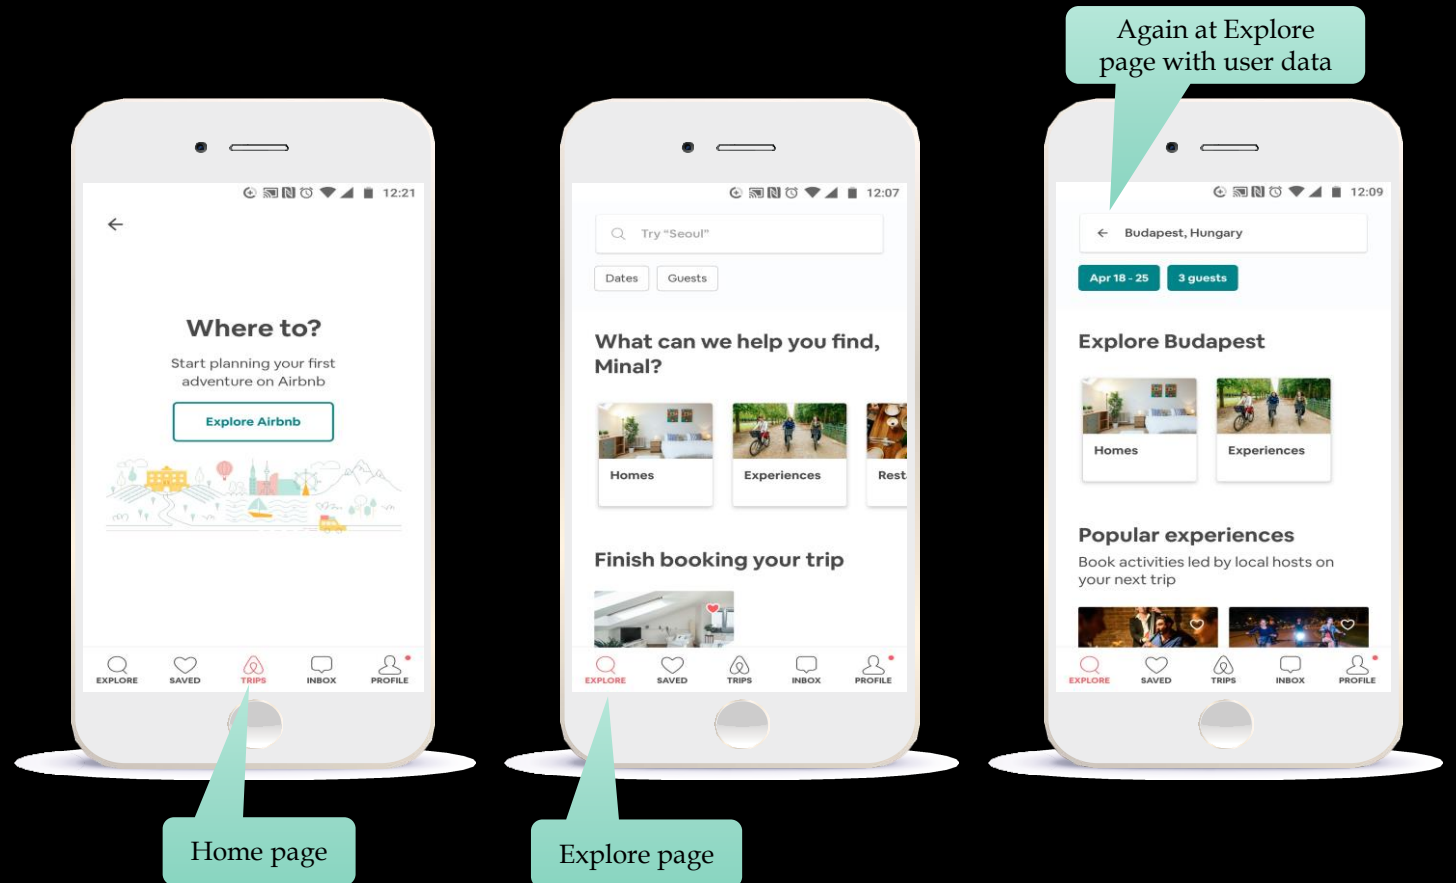 Again at Explore
page with user data
12:21
Where to?
Start planning your first
adventure on Airbnb
Explore Airbnb
EXPLORE SAVED TRIPS INBOX PROFILE
Home page
12:07
Try “Seoul”
Dates Guests
What can we help you find,
Minal?
Homes Experiences Rest
Finish booking your trip
EXPLORE SAVED TRIPS INBOX PROFILE
Explore page
12:09
Budapest, Hungary
Apr 18 - 25 3 guests
Explore Budapest
Homes Experiences
Popular experiences
Book activities led by local hosts on
your next trip
EXPLORE SAVED TRIPS INBOX PROFILE